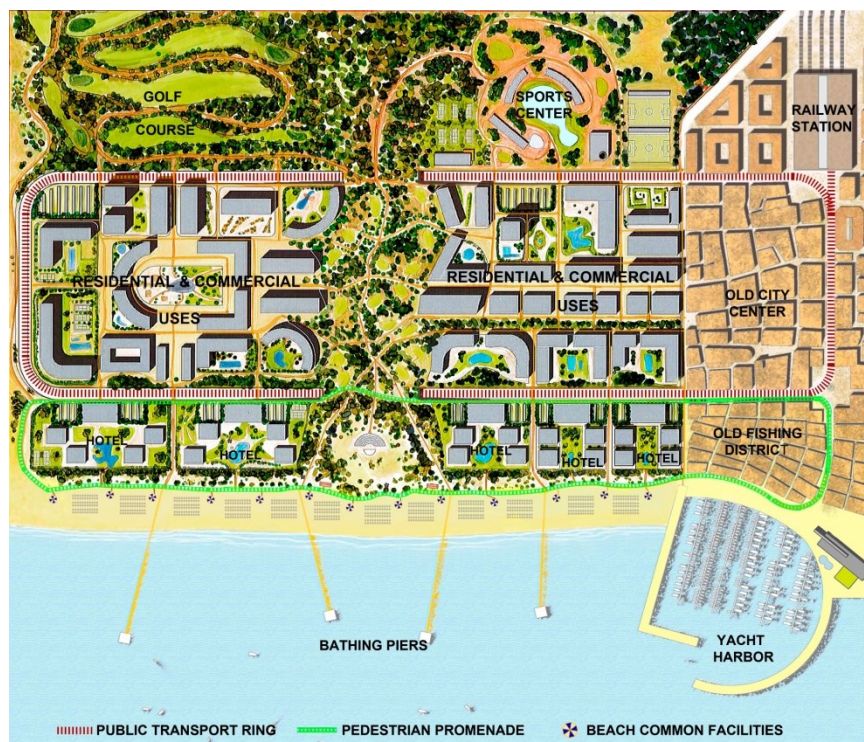 GOLF
COURSE
SPORTS
CENTER
RAILWAY
STATION
RESIDENTIAL & COMMERCIAL
USES
RESIDENTIAL & COMMERCIAL
USES
OLD CITY
CENTER
HOTEL
HOTEL
HOTEL
HOTEL
HOTEL
OLD FISHING
DISTRICT
BATHING PIERS
YACHT
HARBOR
PUBLIC TRANSPORT RING
PEDESTRIAN PROMENADE
BEACH COMMON FACILITIES